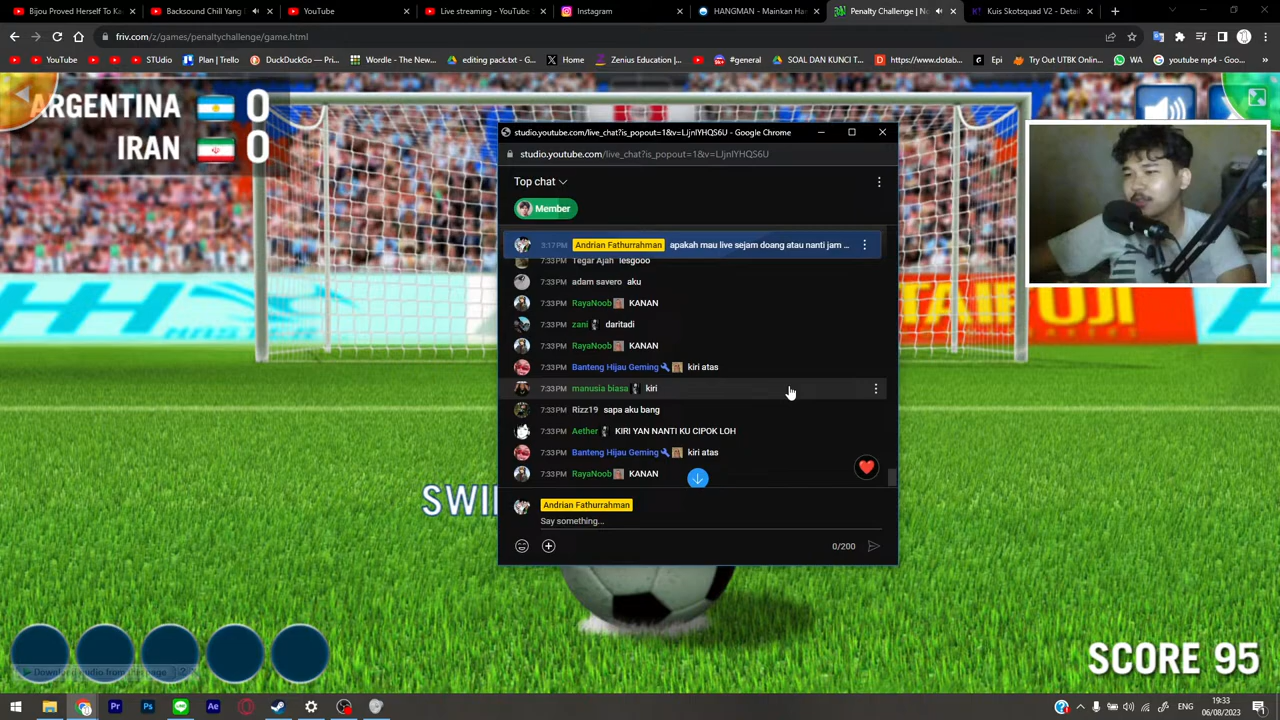 Bijou Proved Herself To Ka
Backsound Chill Yang
YouTube
Live streaming - YouTube
Instagram
HANGMAN - Mainkan Ha
Penalty Challenge | N
Kuis Skotsquad V2 - Detail
friv.com/z/games/penaltychallenge/game.html
YouTube
STUdio
Plan | Trello
DuckDuckGo — Pri...
Wordle - The New...
editing pack.txt - G...
Home
Zenius Education |...
#general
SOAL DAN KUNCI T...
https://www.dotab...
Epi
Try Out UTBK Onlin...
WA
youtube mp4 - Goo...
ARGENTINA 0
IRAN 0
studio.youtube.com/live_chat?is_popout=1&v=LJjnlYHQS6U - Google Chrome
studio.youtube.com/live_chat?is_popout=1&v=LJjnlYHQS6U
Top chat
Member
3:17 PM Andrian Fathurrahman apakah mau live sejam doang atau nanti jam ...
7:33 PM Tegar Ajah lesgooo
7:33 PM adam savero aku
7:33 PM RayaNoob KANAN
7:33 PM zani daritadi
7:33 PM RayaNoob KANAN
7:33 PM Banteng Hijau Geming kiri atas
7:33 PM manusia biasa kiri
7:33 PM Rizz19 sapa aku bang
7:33 PM Aether KIRI YAN NANTI KU CIPOK LOH
7:33 PM Banteng Hijau Geming kiri atas
7:33 PM RayaNoob KANAN
Andrian Fathurrahman
Say something...
0/200
SWI
Download audio from this page
SCORE 95
ENG
19:33
06/08/2023